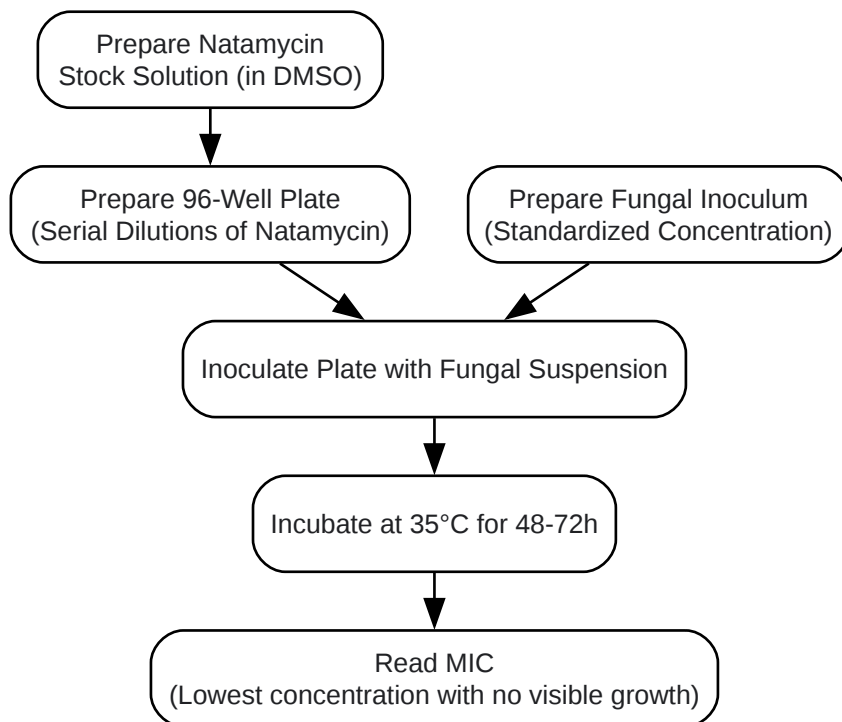 Prepare Natamycin
Stock Solution (in DMSO)
Prepare 96-Well Plate
(Serial Dilutions of Natamycin)
Prepare Fungal Inoculum
(Standardized Concentration)
Inoculate Plate with Fungal Suspension
Incubate at 35°C for 48-72h
Read MIC
(Lowest concentration with no visible growth)